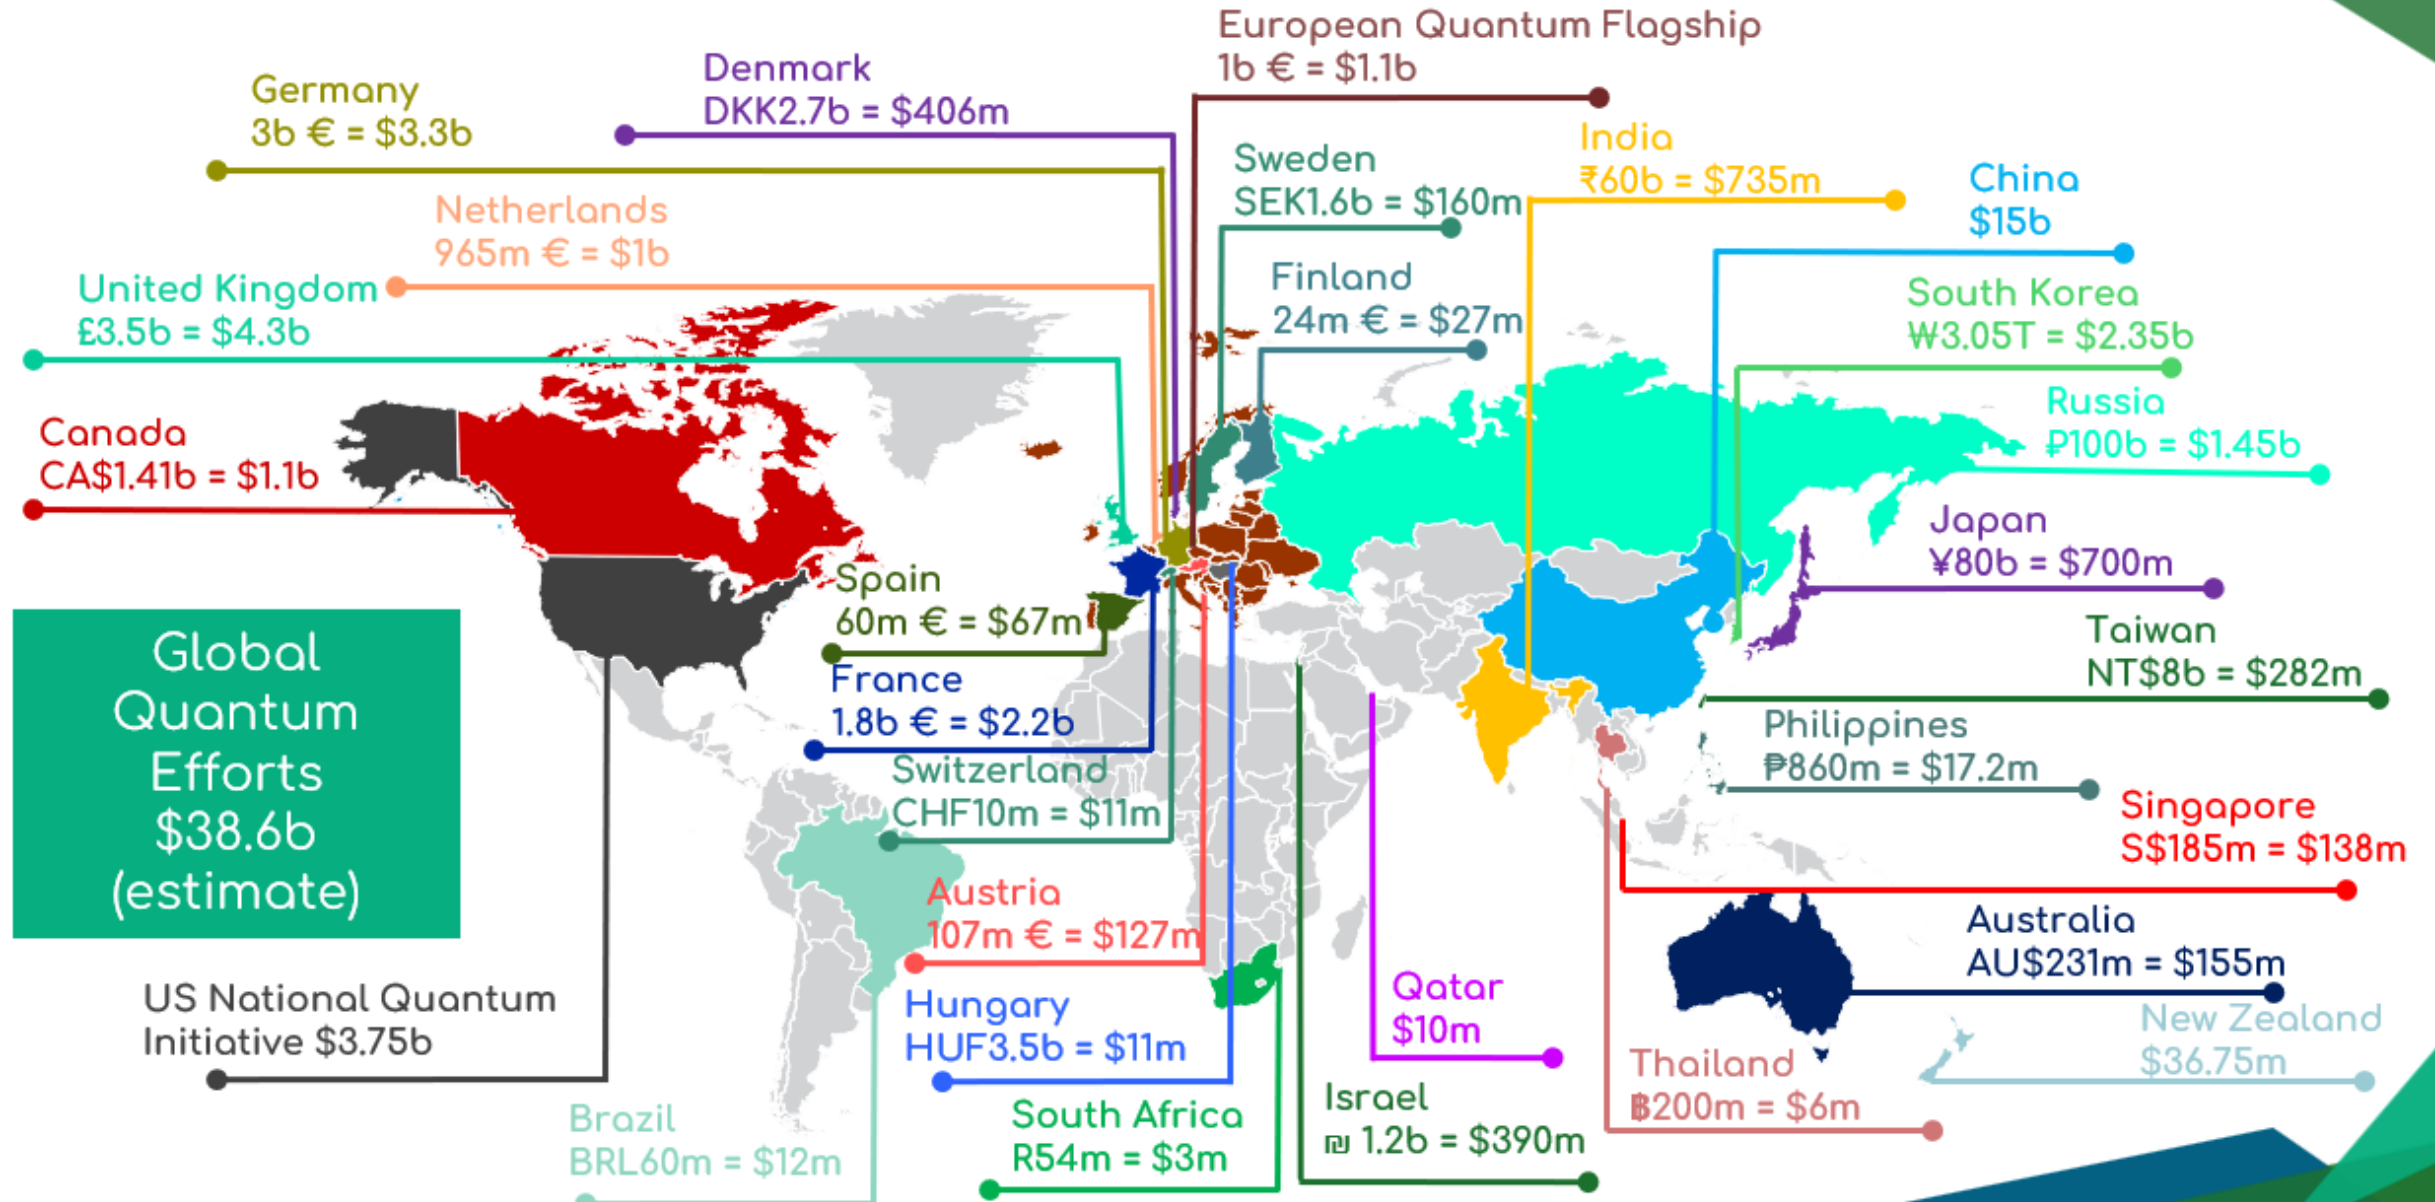 European Quantum Flagship
1b € = $1.1b
Denmark
DKK2.7b = $406m
Germany
3b € = $3.3b
India
₹60b = $735m
Sweden
SEK1.6b = $160m
China
$15b
Netherlands
965m € = $1b
Finland
24m € = $27m
United Kingdom
£3.5b = $4.3b
South Korea
₩3.05T = $2.35b
Russia
₽100b = $1.45b
Canada
CA$1.41b = $1.1b
Japan
¥80b = $700m
Spain
60m € = $67m
Taiwan
NT$8b = $282m
Global
Quantum
Efforts
$38.6b
(estimate)
France
1.8b € = $2.2b
Philippines
₱860m = $17.2m
Switzerland
CHF10m = $11m
Singapore
S$185m = $138m
Austria
107m € = $127m
Australia
AU$231m = $155m
US National Quantum
Initiative $3.75b
Hungary
HUF3.5b = $11m
Qatar
$10m
New Zealand
$36.75m
Thailand
฿200m = $6m
Israel
₪ 1.2b = $390m
Brazil
BRL60m = $12m
South Africa
R54m = $3m